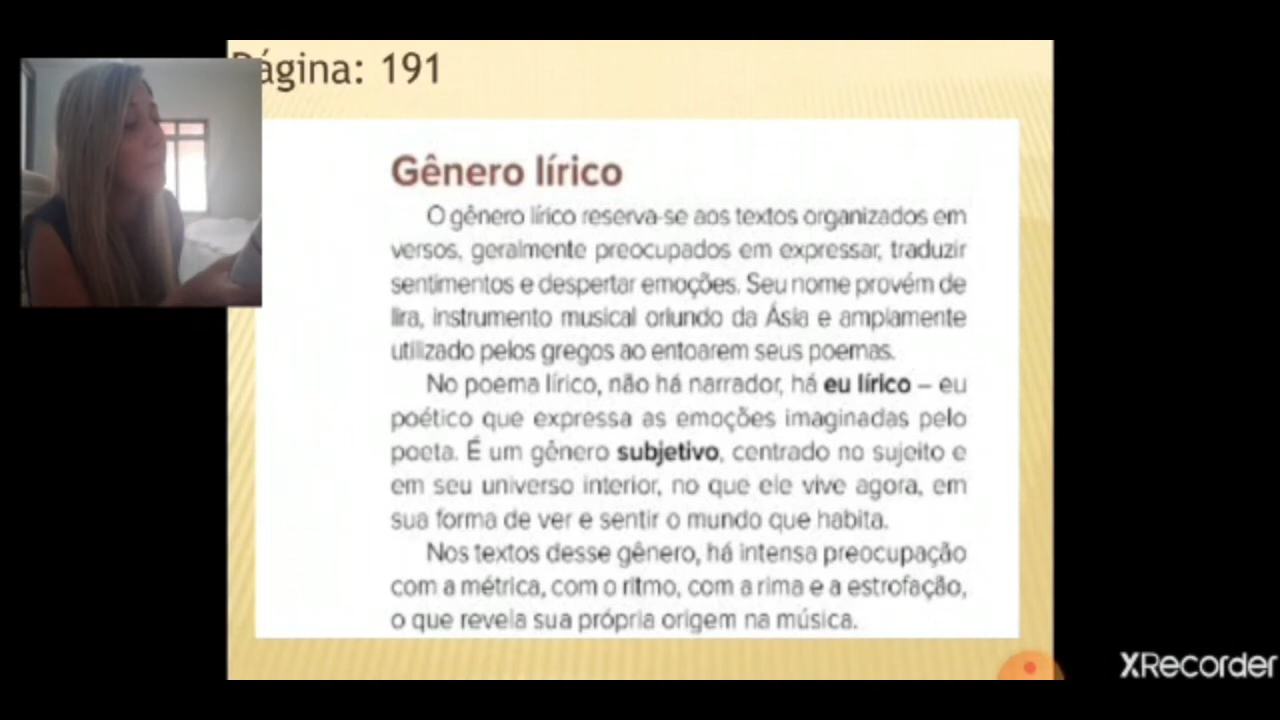 Página: 191
Gênero lírico
O gênero lírico reserva-se aos textos organizados em
versos, geralmente preocupados em expressar, traduzir
sentimentos e despertar emoções. Seu nome provém de
lira, instrumento musical oriundo da Ásia e amplamente
utilizado pelos gregos ao entoarem seus poemas.
No poema lírico, não há narrador, há eu lírico – eu
poético que expressa as emoções imaginadas pelo
poeta. É um gênero subjetivo, centrado no sujeito e
em seu universo interior, no que ele vive agora, em
sua forma de ver e sentir o mundo que habita.
Nos textos desse gênero, há intensa preocupação
com a métrica, com o ritmo, com a rima e a estrofação,
o que revela sua própria origem na música.
XRecorder